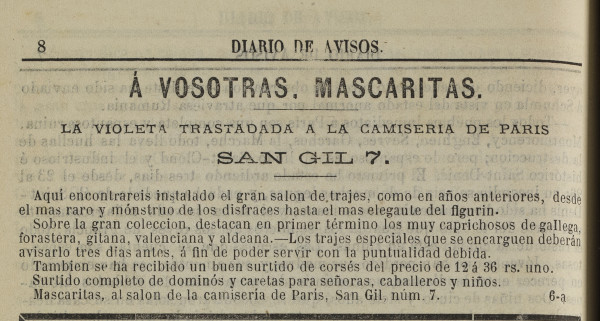 8
DIARIO DE AVISOS.
Á VOSOTRAS, MASCARITAS.
LA VIOLETA TRASTADADA A LA CAMISERIA DE PARIS
SAN GIL 7.
Aqui encontrareis instalado el gran salon de trajes, como en años anteriores, desde
el mas raro y mónstruo de los disfraces hasta el mas elegaute del figurin.
Sobre la gran coleccion, destacan en primer término los muy caprichosos de gallega,
forastera, gitana, valenciana y aldeana.—Los trajes especiales que se encarguen deberán
avisarlo tres dias antes, á fin de poder servir con la puntualidad debida.
Tambien se ha recibido un buen surtido de corsés del precio de 12 á 36 rs. uno.
Surtido completo de dominós y caretas para señoras, caballeros y niños.
Mascaritas, al salon de la camisería de París, San Gil, núm. 7. 6-a